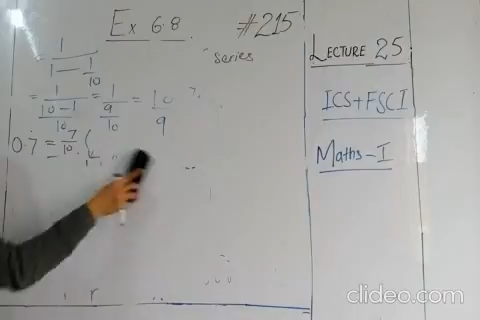 Ex 6.8
#215
series
1
1 - 1/10
= 1/(10-1/10) = 1/(9/10) = 10/9
0.7̇ = 7/10 (
LECTURE 25
ICS+FSC I
Maths-I
clideo.com